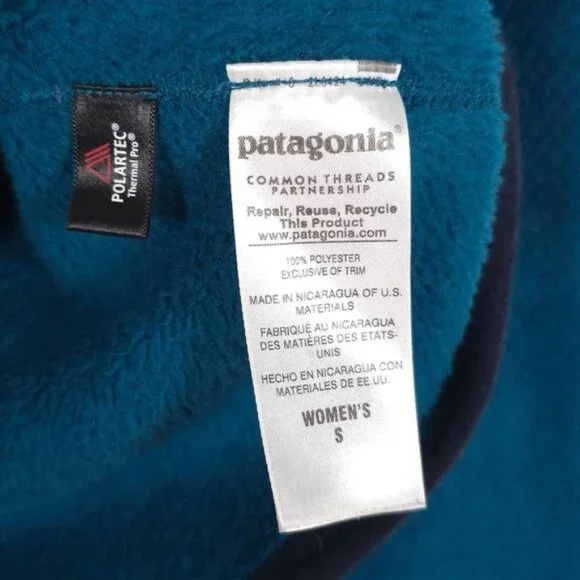 POLARTEC®
Thermal Pro®
patagonia®
COMMON THREADS
PARTNERSHIP
Repair, Reuse, Recycle
This Product
www.patagonia.com
100% POLYESTER
EXCLUSIVE OF TRIM
MADE IN NICARAGUA OF U.S.
MATERIALS
FABRIQUÉ AU NICARAGUA
DES MATIÈRES DES ETATS-
UNIS
HECHO EN NICARAGUA CON
MATERIALES DE EE.UU.
WOMEN'S
S